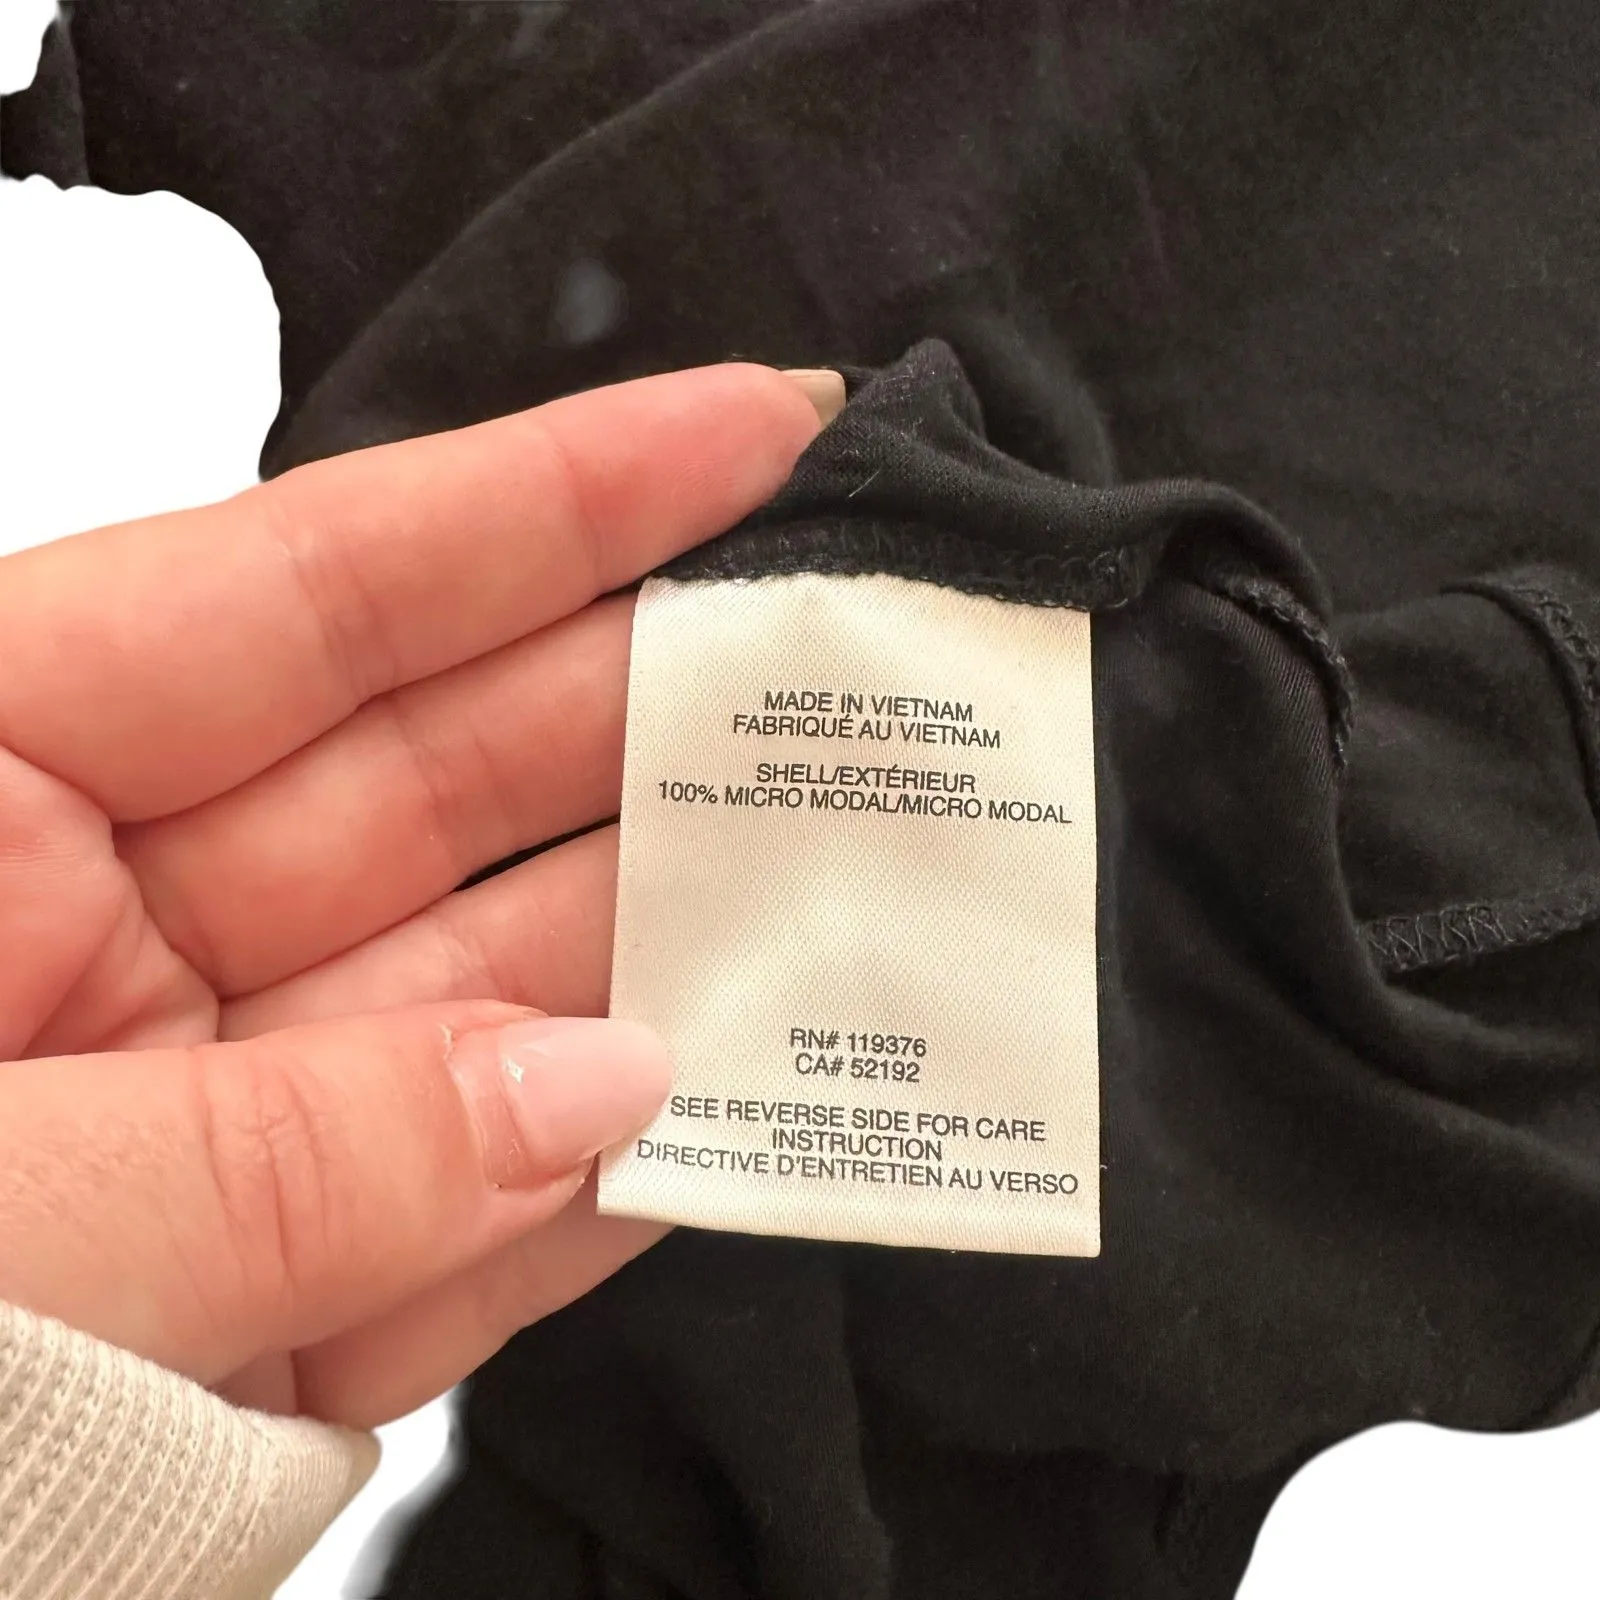 MADE IN VIETNAM
FABRIQUÉ AU VIETNAM
SHELL/EXTÉRIEUR
100% MICRO MODAL/MICRO MODAL
RN# 119376
CA# 52192
SEE REVERSE SIDE FOR CARE
INSTRUCTION
DIRECTIVE D'ENTRETIEN AU VERSO